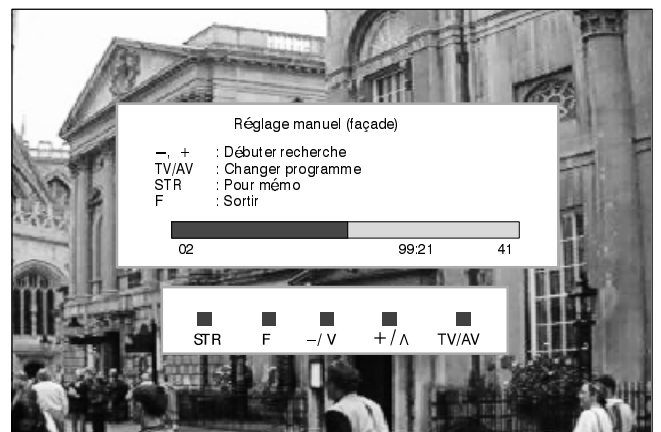 Réglage manuel (façade)
–, + : Débuter recherche
TV/AV : Changer programme
STR : Pour mémo
F : Sortir
02 99:21 41
STR F –/ V +/Λ TV/AV